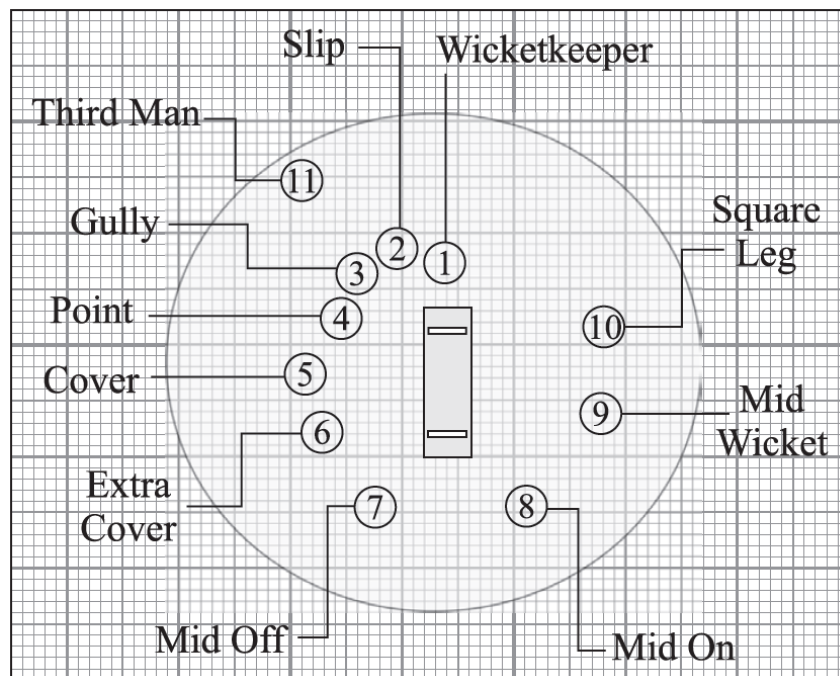 Slip
Wicketkeeper
Third Man
11
Gully
2
1
3
Square
Leg
Point
4
10
Cover
5
9
Mid
Wicket
6
Extra
Cover
7
8
Mid Off
Mid On